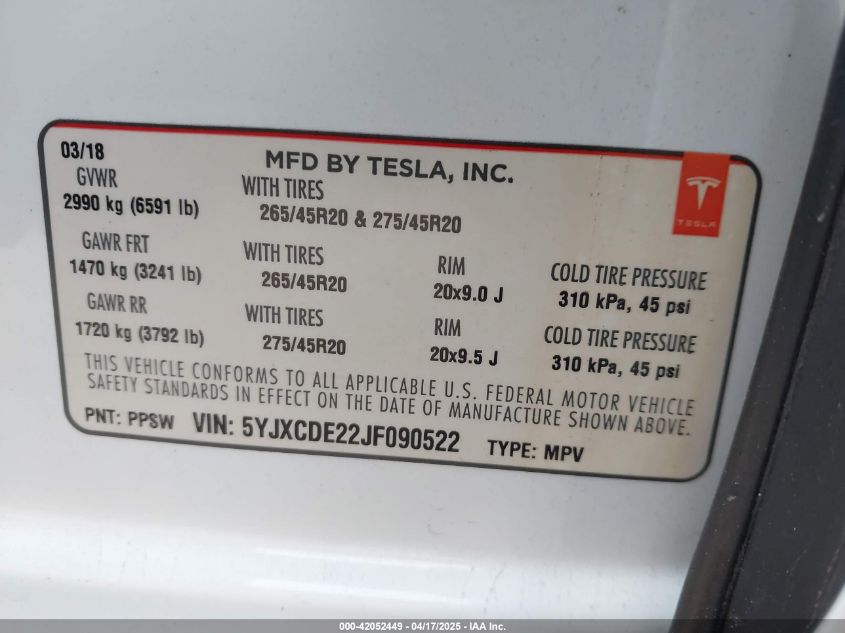 03/18
MFD BY TESLA, INC.
TESLA
GVWR
2990 kg (6591 lb)
WITH TIRES
265/45R20 & 275/45R20
GAWR FRT
1470 kg (3241 lb)
WITH TIRES
265/45R20
RIM
20x9.0 J
COLD TIRE PRESSURE
310 kPa, 45 psi
GAWR RR
1720 kg (3792 lb)
WITH TIRES
275/45R20
RIM
20x9.5 J
COLD TIRE PRESSURE
310 kPa, 45 psi
THIS VEHICLE CONFORMS TO ALL APPLICABLE U.S. FEDERAL MOTOR VEHICLE
SAFETY STANDARDS IN EFFECT ON THE DATE OF MANUFACTURE SHOWN ABOVE.
PNT: PPSW VIN: 5YJXCDE22JF090522 TYPE: MPV
000-42052449 - 04/17/2025 - IAA Inc.